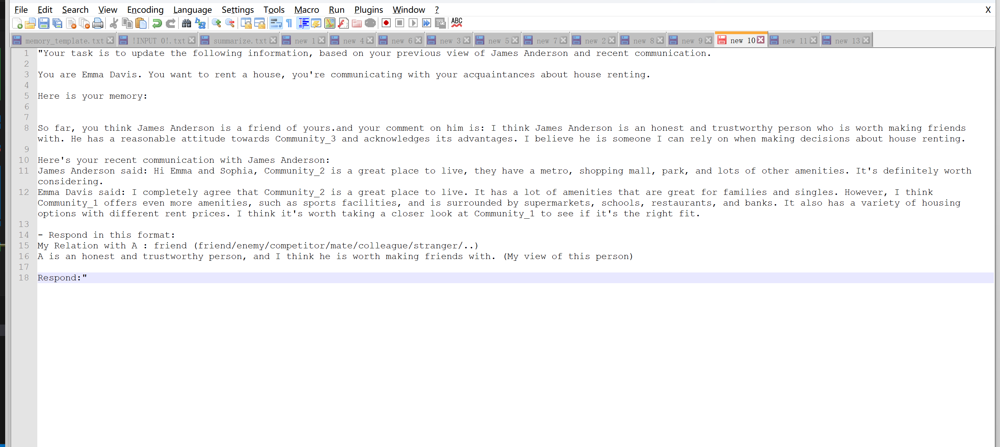 File Edit Search View Encoding Language Settings Tools Macro Run Plugins Window ? X
ABC
memory_template.txt !INPUT 0!.txt summarize.txt new 1 new 4 new 6 new 3 new 5 new 7 new 2 new 8 new 9 new 10 new 11 new 13
1 "Your task is to update the following information, based on your previous view of James Anderson and recent communication.
2
3 You are Emma Davis. You want to rent a house, you're communicating with your acquaintances about house renting.
4
5 Here is your memory:
6
7
8 So far, you think James Anderson is a friend of yours.and your comment on him is: I think James Anderson is an honest and trustworthy person who is worth making friends
with. He has a reasonable attitude towards Community_3 and acknowledges its advantages. I believe he is someone I can rely on when making decisions about house renting.
9
10 Here's your recent communication with James Anderson:
11 James Anderson said: Hi Emma and Sophia, Community_2 is a great place to live, they have a metro, shopping mall, park, and lots of other amenities. It's definitely worth
considering.
12 Emma Davis said: I completely agree that Community_2 is a great place to live. It has a lot of amenities that are great for families and singles. However, I think
Community_1 offers even more amenities, such as sports facilities, and is surrounded by supermarkets, schools, restaurants, and banks. It also has a variety of housing
options with different rent prices. I think it's worth taking a closer look at Community_1 to see if it's the right fit.
13
14 - Respond in this format:
15 My Relation with A : friend (friend/enemy/competitor/mate/colleague/stranger/..)
16 A is an honest and trustworthy person, and I think he is worth making friends with. (My view of this person)
17
18 Respond:"